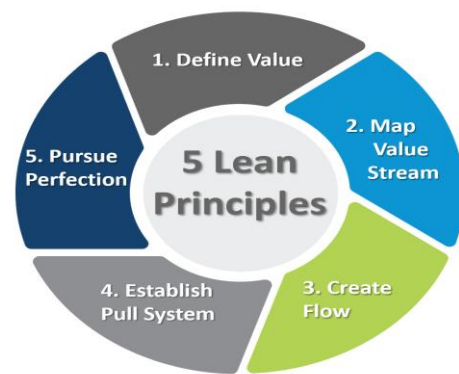 5 Lean
Principles
1. Define Value
2. Map
Value
Stream
3. Create
Flow
4. Establish
Pull System
5. Pursue
Perfection